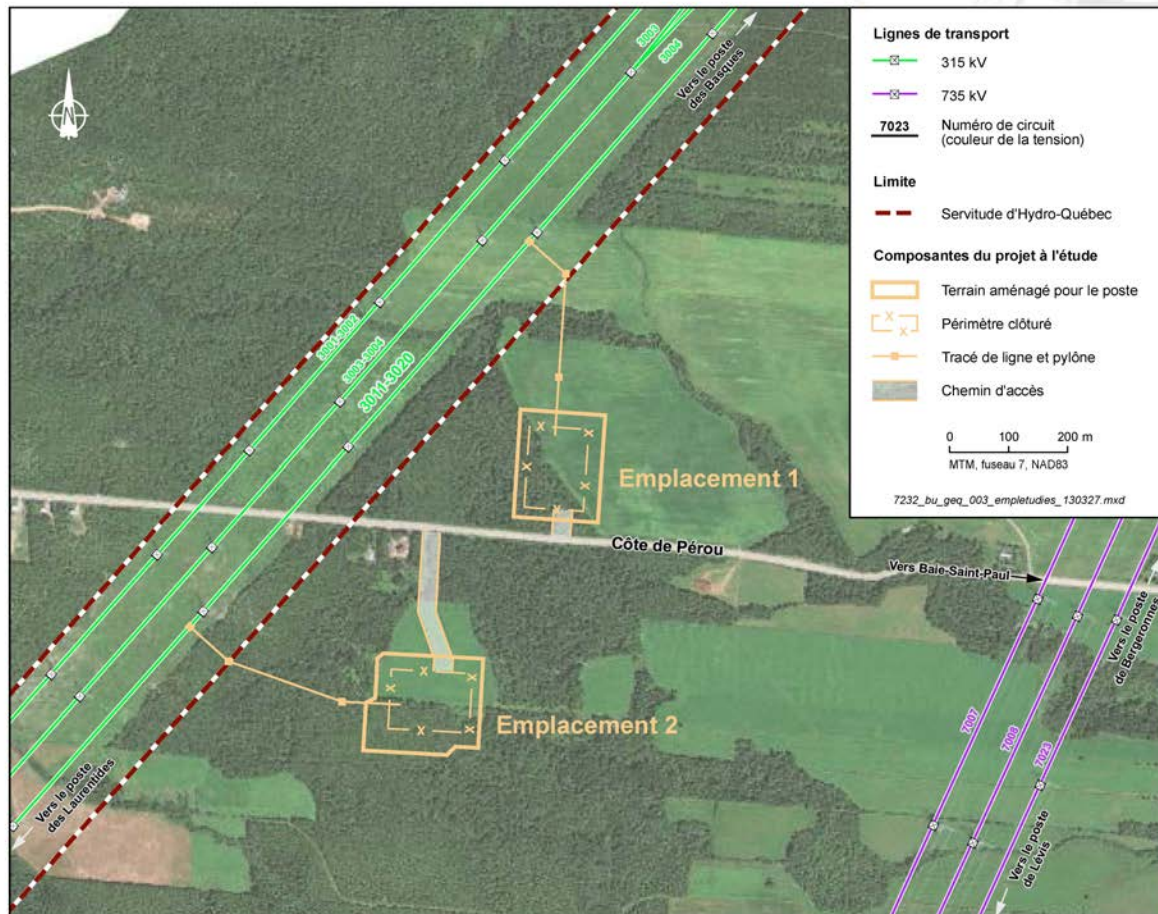 3003
3004
Vers le poste
des Basques
N
3001-3002
3003-3004
3011-3020
Emplacement 1
Côte de Pérou
Vers Baie-Saint-Paul
Emplacement 2
Vers le poste
des Laurentides
7007
7008
7023
Vers le poste
de Bergeronnes
Vers le poste
de Lévis
Lignes de transport
315 kV
735 kV
7023 Numéro de circuit
(couleur de la tension)
Limite
Servitude d'Hydro-Québec
Composantes du projet à l'étude
Terrain aménagé pour le poste
Périmètre clôturé
Tracé de ligne et pylône
Chemin d'accès
0 100 200 m
MTM, fuseau 7, NAD83
7232_bu_geq_003_empletudies_130327.mxd